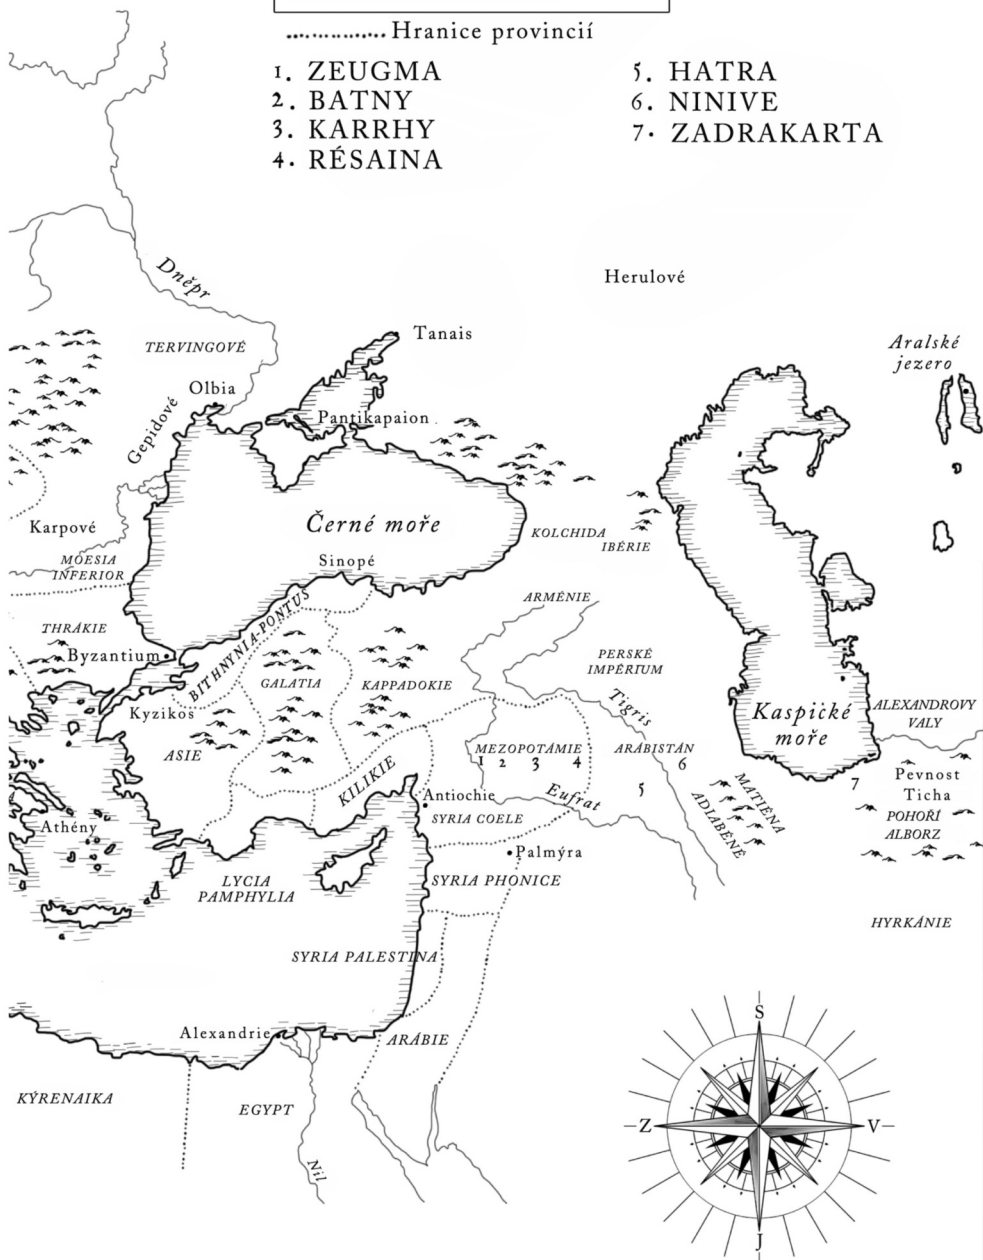 Hranice provincií
1. ZEUGMA
2. BATNY
3. KARRHY
4. RÉSAINA
5. HATRA
6. NINIVE
7. ZADRAKARTA
Dněpr
Herulové
Tanais
TERVINGOVÉ
Aralské
jezero
Olbia
Pantikapaion
Gepidové
Karpové
Černé moře
KOLCHIDA
IBÉRIE
MOESIA
INFERIOR
Sinopé
ARMÉNIE
BITHNYNIA-PONTUS
THRÁKIE
Byzantium
PERSKÉ
IMPÉRIUM
GALATIA
KAPPADOKIE
Tigris
Kyzikos
Kaspické
moře
ALEXANDROVY
VALY
ASIE
MEZOPOTÁMIE
1 2 3 4
ARÁBISTÁN
6
5
KILIKIE
Eufrat
MATIÉNA
ADIABÉNÉ
7
Pevnost
Ticha
POHOŘÍ
ALBORZ
Antiochie
SYRIA COELE
Athény
Palmýra
LYCIA
PAMPHYLIA
SYRIA PHONICE
HYRKÁNIE
SYRIA PALESTINA
Alexandrie
ARÁBIE
KÝRENAIKA
EGYPT
Nil
S
Z
V
J